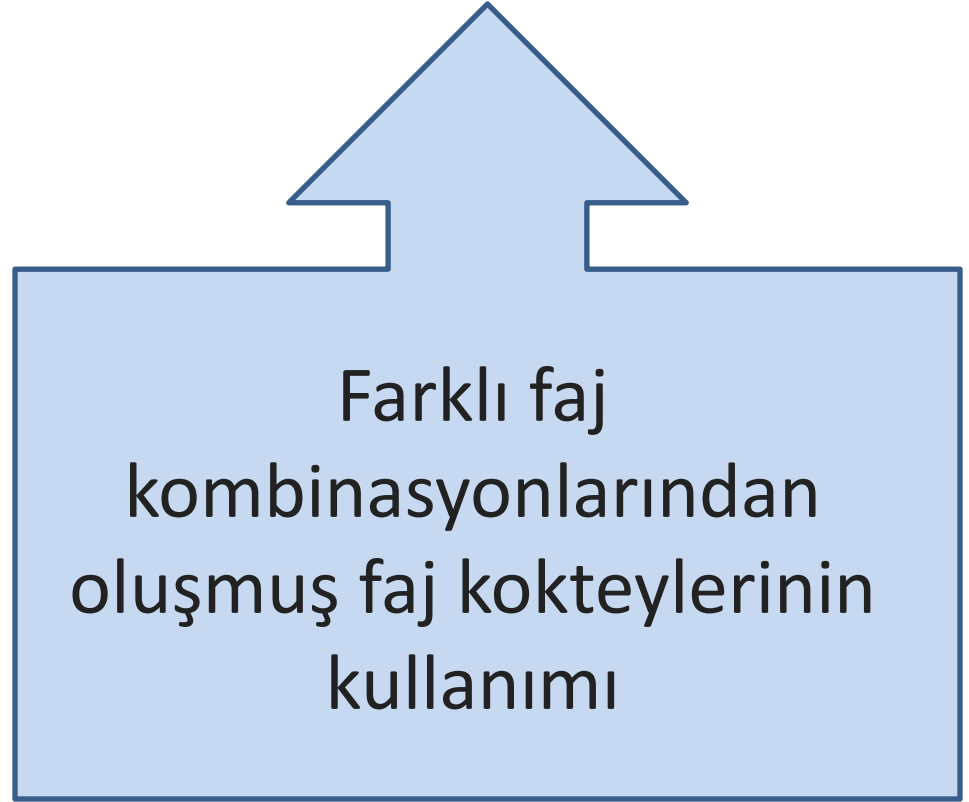 Farklı faj
kombinasyonlarından
oluşmuş faj kokteylerinin
kullanımı